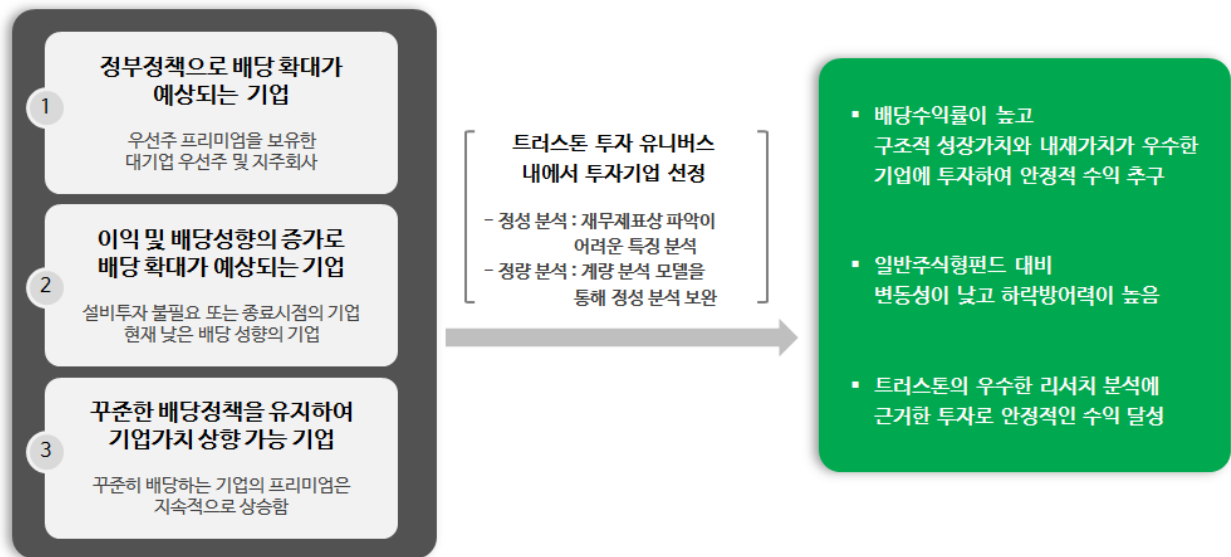 1
정부정책으로 배당 확대가
예상되는 기업
우선주 프리미엄을 보유한
대기업 우선주 및 지주회사
2
이익 및 배당성향의 증가로
배당 확대가 예상되는 기업
설비투자 불필요 또는 종료시점의 기업
현재 낮은 배당 성향의 기업
3
꾸준한 배당정책을 유지하여
기업가치 상향 가능 기업
꾸준히 배당하는 기업의 프리미엄은
지속적으로 상승함
트러스톤 투자 유니버스
내에서 투자기업 선정
- 정성 분석 : 재무제표상 파악이
어려운 특징 분석
- 정량 분석 : 계량 분석 모델을
통해 정성 분석 보완
▪ 배당수익률이 높고
구조적 성장가치와 내재가치가 우수한
기업에 투자하여 안정적 수익 추구
▪ 일반주식형펀드 대비
변동성이 낮고 하락방어력이 높음
▪ 트러스톤의 우수한 리서치 분석에
근거한 투자로 안정적인 수익 달성